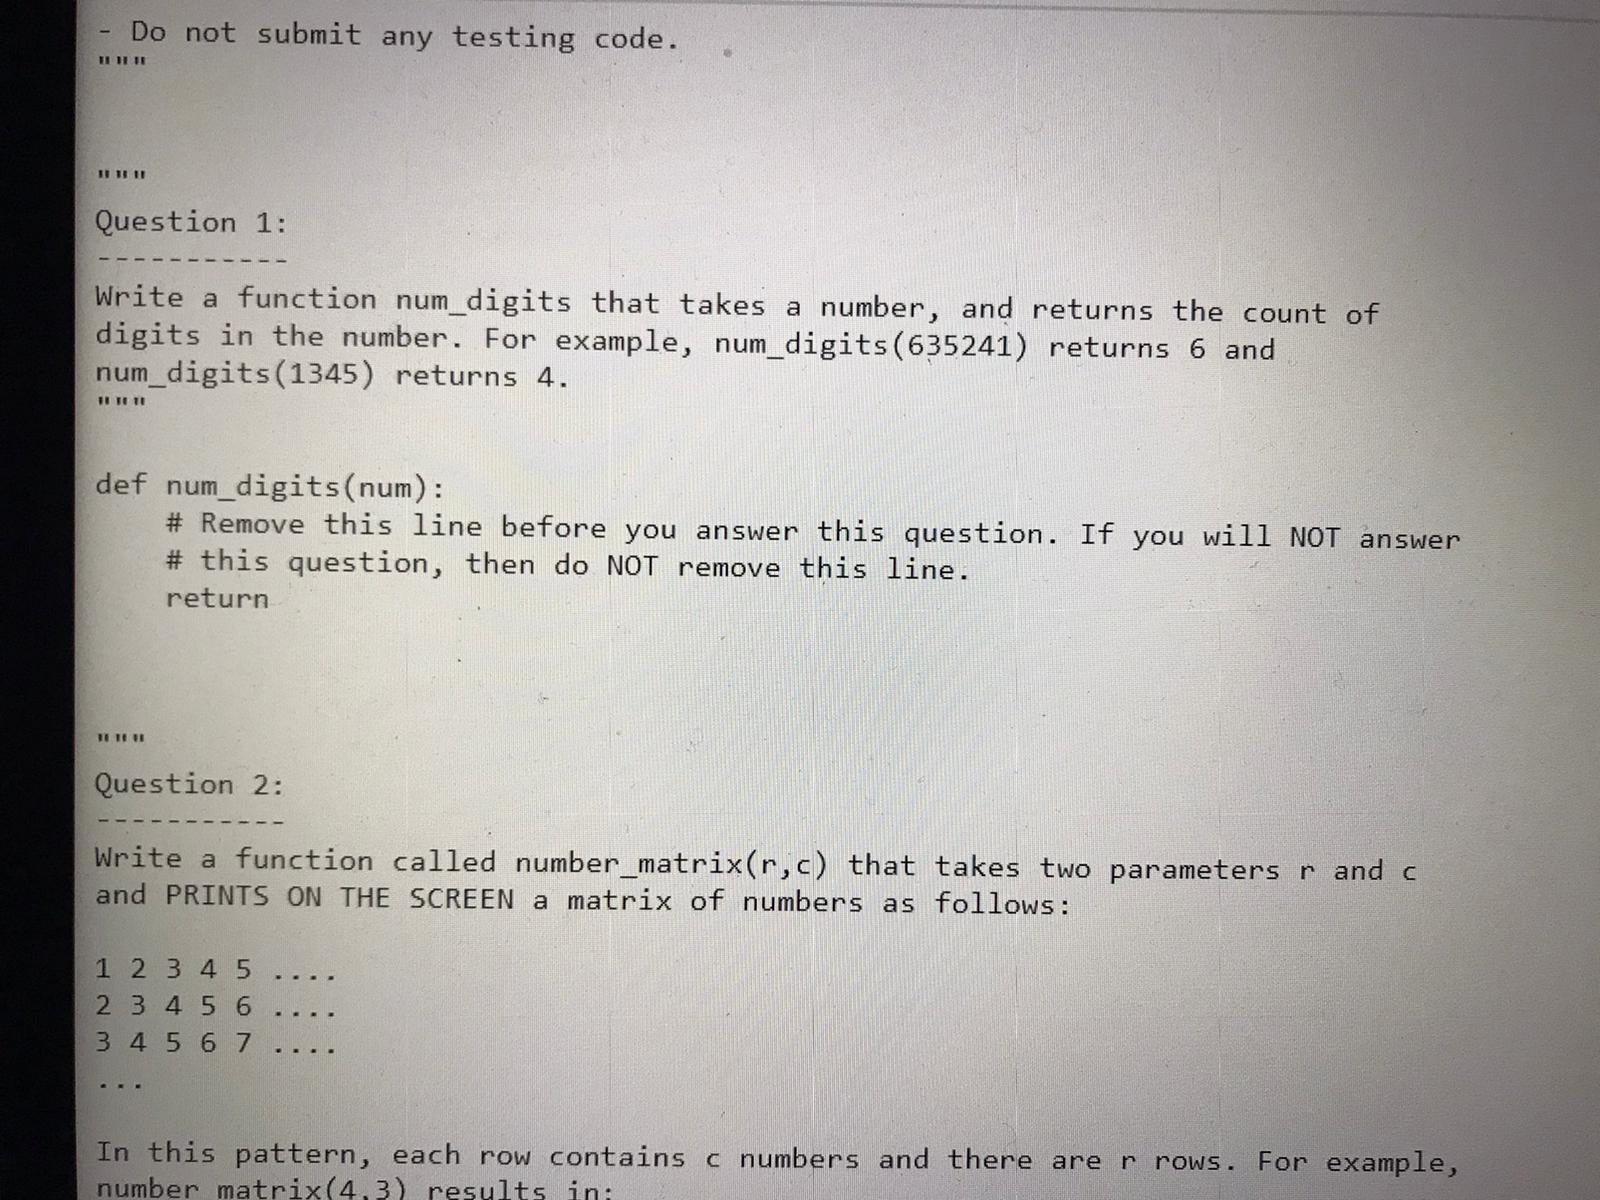 - Do not submit any testing code.
"""
"""
Question 1:
-----------
Write a function num_digits that takes a number, and returns the count of
digits in the number. For example, num_digits(635241) returns 6 and
num_digits(1345) returns 4.
"""
def num_digits(num):
    # Remove this line before you answer this question. If you will NOT answer
    # this question, then do NOT remove this line.
    return
"""
Question 2:
-----------
Write a function called number_matrix(r,c) that takes two parameters r and c
and PRINTS ON THE SCREEN a matrix of numbers as follows:
1 2 3 4 5 ....
2 3 4 5 6 ....
3 4 5 6 7 ....
...
In this pattern, each row contains c numbers and there are r rows. For example,
number_matrix(4,3) results in: